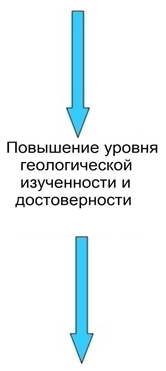 Повышение уровня
геологической
изученности и
достоверности